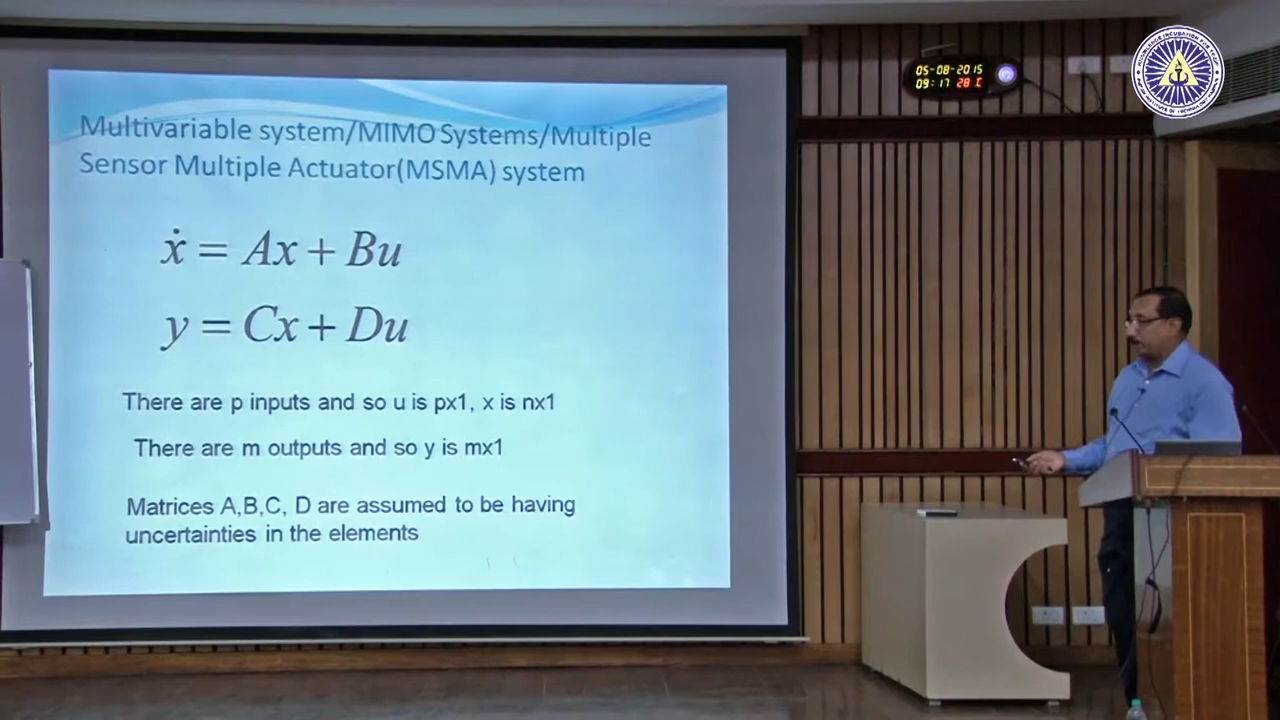 Multivariable system/MIMO Systems/Multiple
Sensor Multiple Actuator(MSMA) system
ẋ = Ax + Bu
y = Cx + Du
There are p inputs and so u is px1, x is nx1
There are m outputs and so y is mx1
Matrices A,B,C, D are assumed to be having
uncertainties in the elements
05-08-2015
09:17 28 C